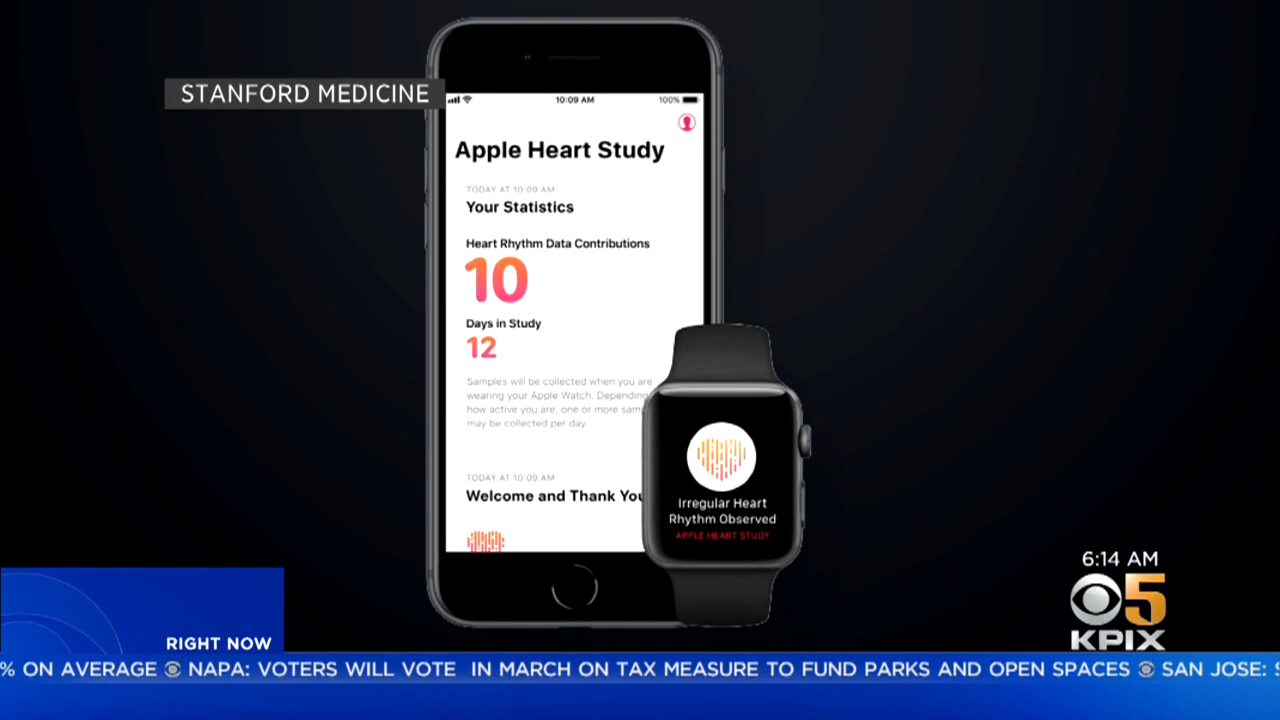 STANFORD MEDICINE
10:09 AM
100%
Apple Heart Study
TODAY AT 10:09 AM
Your Statistics
Heart Rhythm Data Contributions
10
Days in Study
12
Samples will be collected when you are
wearing your Apple Watch. Depending
how active you are, one or more sam
may be collected per day
TODAY AT 10:09 AM
Welcome and Thank You
Irregular Heart
Rhythm Observed
APPLE HEART STUDY
6:14 AM
5
KPIX
RIGHT NOW
% ON AVERAGE NAPA: VOTERS WILL VOTE IN MARCH ON TAX MEASURE TO FUND PARKS AND OPEN SPACES SAN JOSE: S